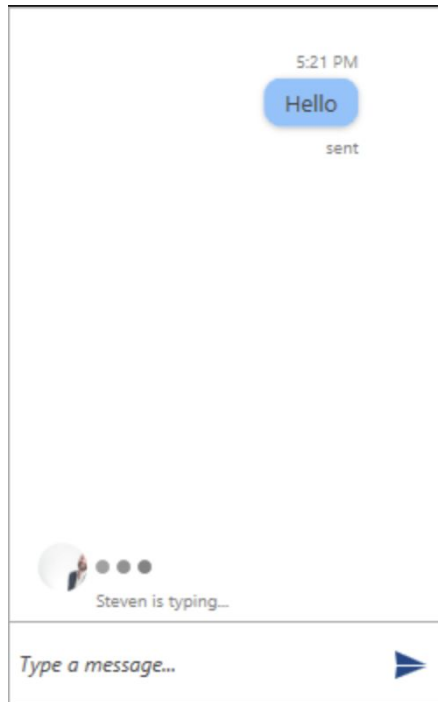 5:21 PM
Hello
sent
Steven is typing...
Type a message...